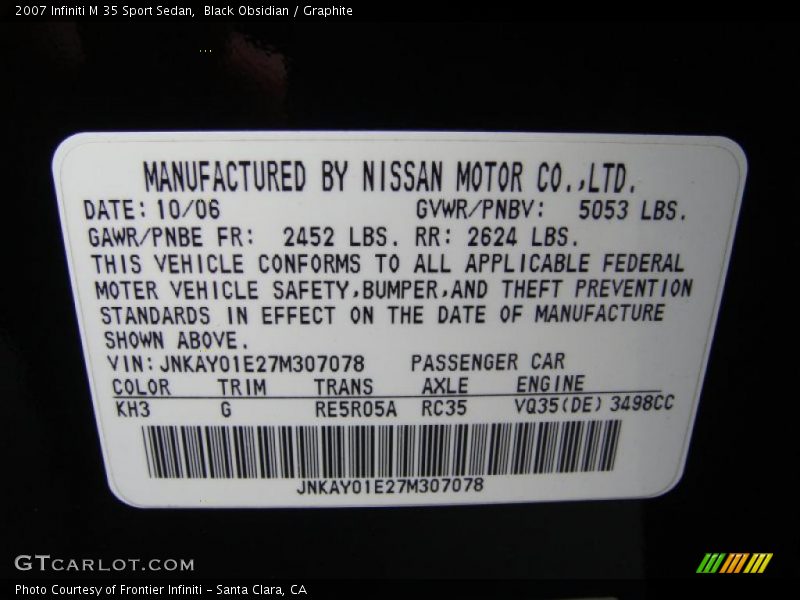 2007 Infiniti M 35 Sport Sedan,  Black Obsidian / Graphite
MANUFACTURED BY NISSAN MOTOR CO.,LTD.
DATE: 10/06 GVWR/PNBV: 5053 LBS.
GAWR/PNBE FR: 2452 LBS. RR: 2624 LBS.
THIS VEHICLE CONFORMS TO ALL APPLICABLE FEDERAL
MOTER VEHICLE SAFETY,BUMPER,AND THEFT PREVENTION
STANDARDS IN EFFECT ON THE DATE OF MANUFACTURE
SHOWN ABOVE.
VIN: JNKAY01E27M307078 PASSENGER CAR
COLOR TRIM TRANS AXLE ENGINE
KH3 G RE5R05A RC35 VQ35(DE) 3498CC
JNKAY01E27M307078
GTCARLOT.COM
Photo Courtesy of Frontier Infiniti - Santa Clara, CA